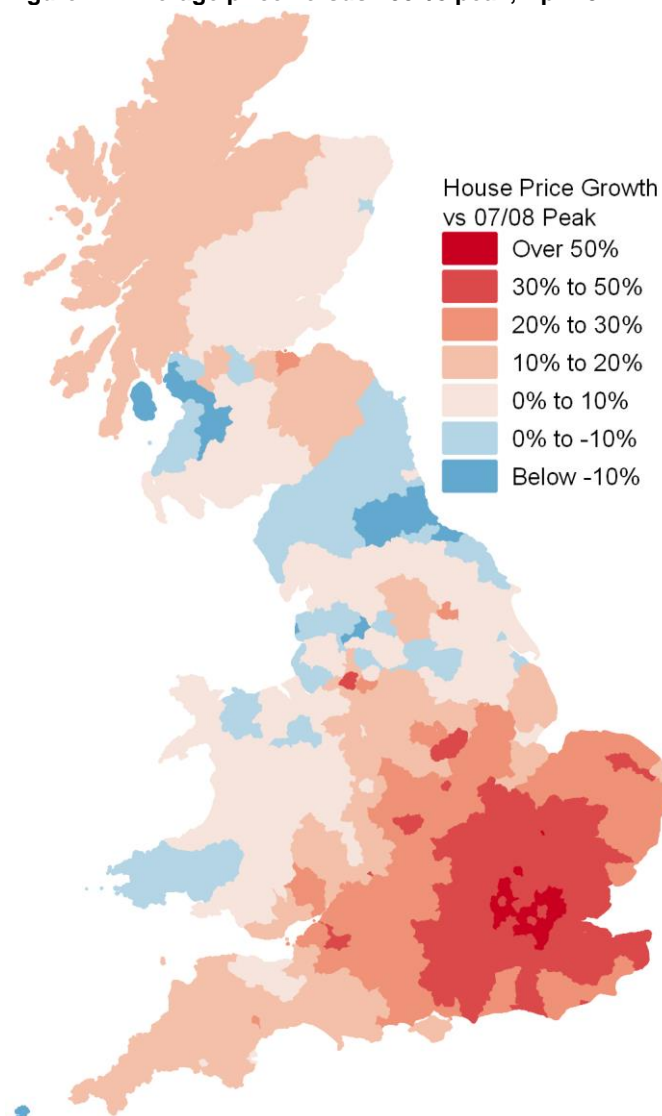 House Price Growth
vs 07/08 Peak
Over 50%
30% to 50%
20% to 30%
10% to 20%
0% to 10%
0% to -10%
Below -10%